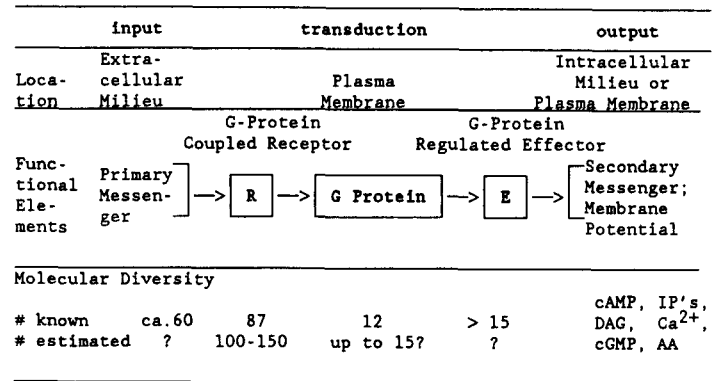 input transduction output
Extra- Intracellular
Loca- cellular Plasma Milieu or
tion Milieu Membrane Plasma Membrane
G-Protein G-Protein
Coupled Receptor Regulated Effector
Func- Secondary
tional Primary Messenger;
Ele- Messen- —> R —> G Protein —> E —> Membrane
ments ger Potential
Molecular Diversity
cAMP, IP's,
# known ca.60 87 12 > 15 DAG, Ca2+,
# estimated ? 100-150 up to 15? ? cGMP, AA